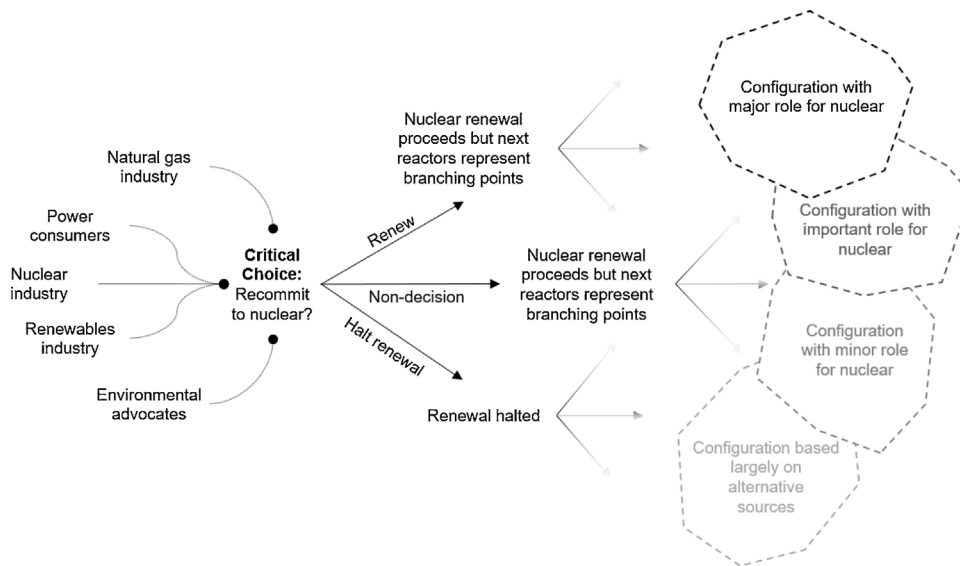 Natural gas
industry
Power
consumers
Nuclear
industry
Renewables
industry
Environmental
advocates
Critical
Choice:
Recommit
to nuclear?
Renew
Non-decision
Halt renewal
Nuclear renewal
proceeds but next
reactors represent
branching points
Nuclear renewal
proceeds but next
reactors represent
branching points
Renewal halted
Configuration with
major role for nuclear
Configuration with
important role for
nuclear
Configuration
with minor role
for nuclear
Configuration based
largely on
alternative
sources